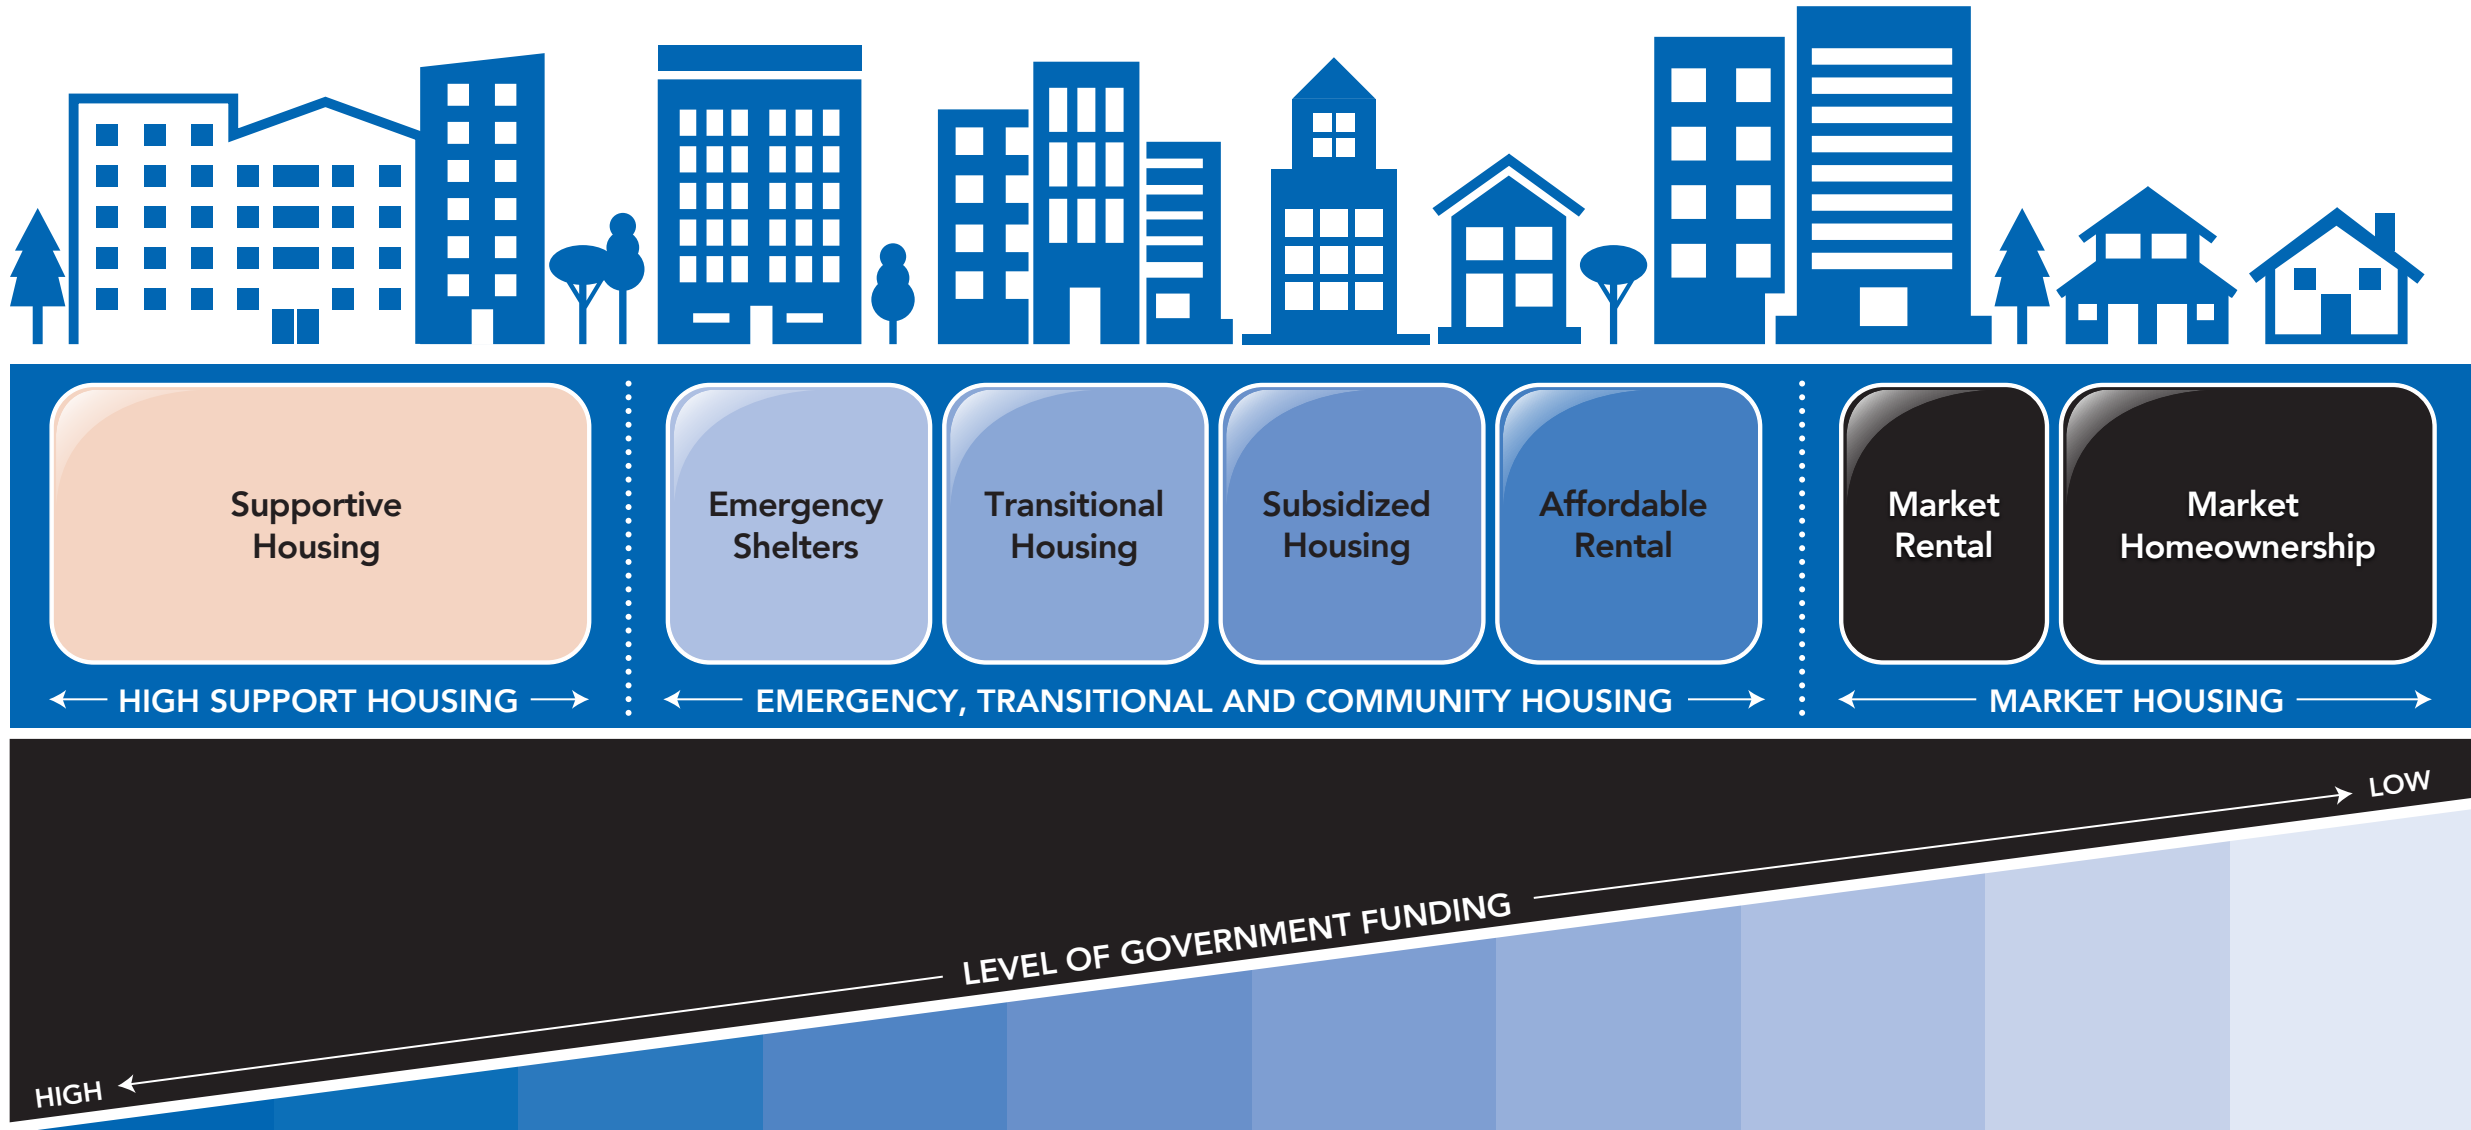 Supportive
Housing
Emergency
Shelters
Transitional
Housing
Subsidized
Housing
Affordable
Rental
Market
Rental
Market
Homeownership
HIGH SUPPORT HOUSING
EMERGENCY, TRANSITIONAL AND COMMUNITY HOUSING
MARKET HOUSING
LOW
LEVEL OF GOVERNMENT FUNDING
HIGH